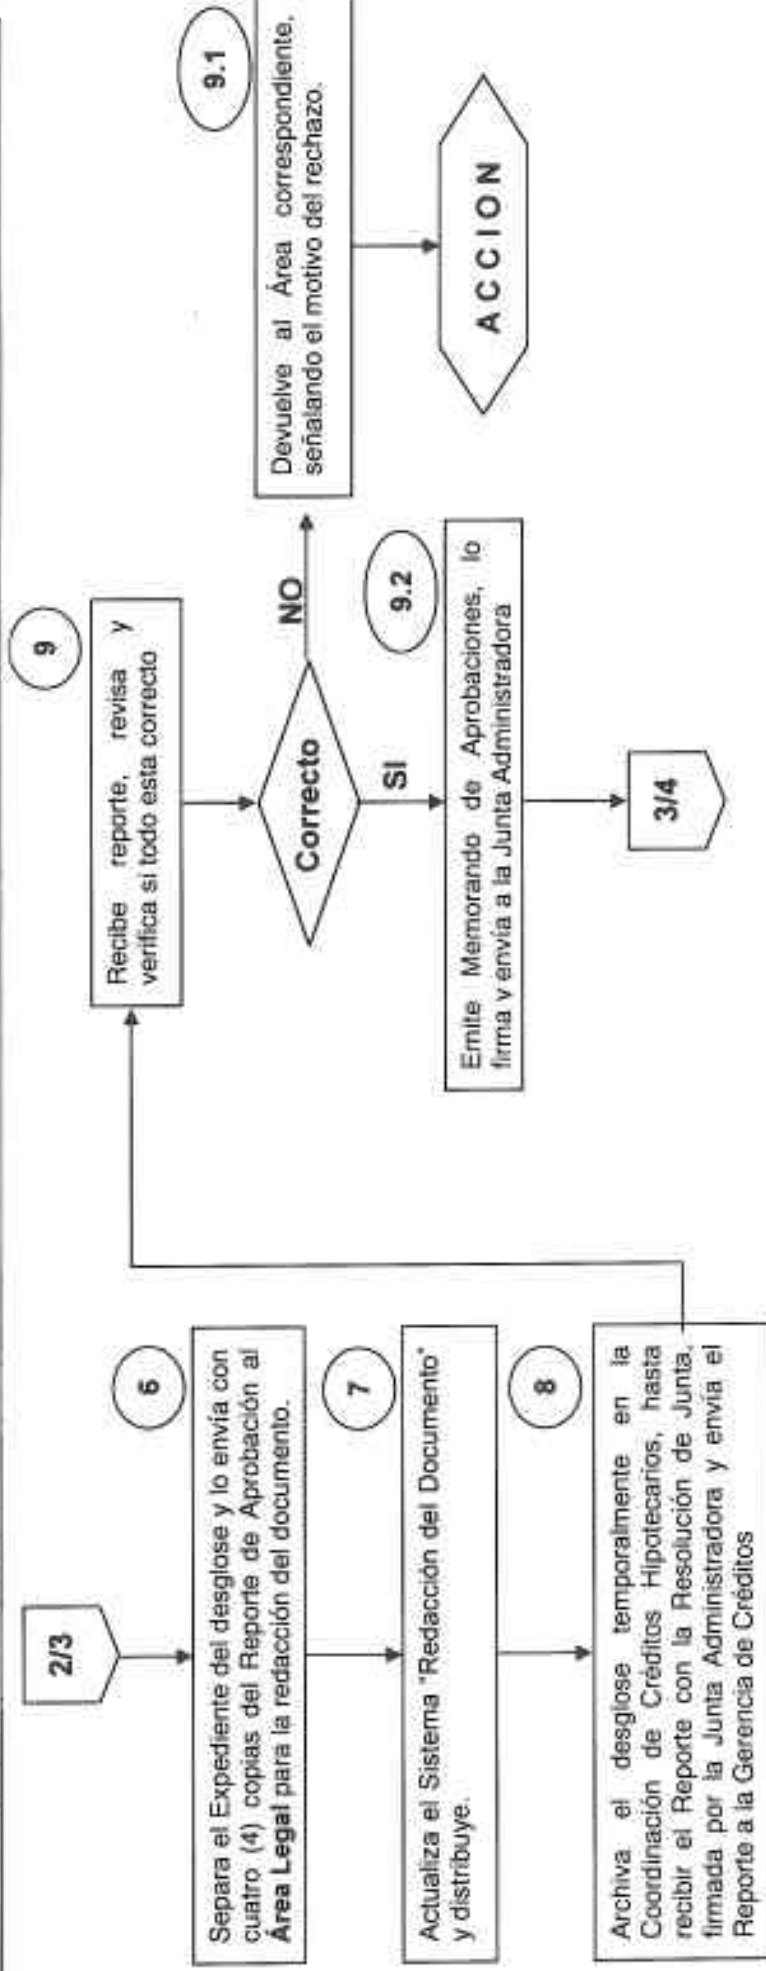 2/3
6
Separa el Expediente del desglose y lo envía con
cuatro (4) copias del Reporte de Aprobación al
Área Legal para la redacción del documento.
7
Actualiza el Sistema "Redacción del Documento"
y distribuye.
8
Archiva el desglose temporalmente en la
Coordinación de Créditos Hipotecarios, hasta
recibir el Reporte con la Resolución de Junta,
firmada por la Junta Administradora y envía el
Reporte a la Gerencia de Créditos
9
Recibe reporte, revisa y
verifica si todo esta correcto
Correcto
NO
SI
9.1
Devuelve al Área correspondiente,
señalando el motivo del rechazo.
ACCION
9.2
Emite Memorando de Aprobaciones, lo
firma y envía a la Junta Administradora
3/4